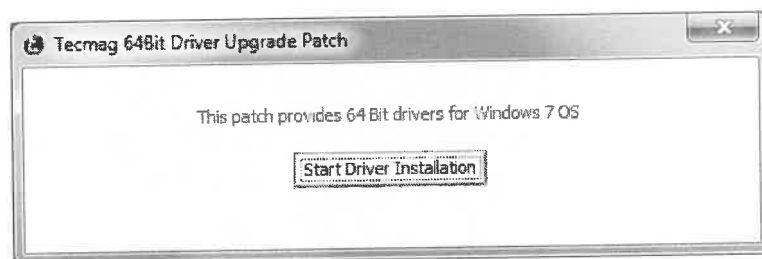 Tecmag 64Bit Driver Upgrade Patch
This patch provides 64 Bit drivers for Windows 7 OS
Start Driver Installation